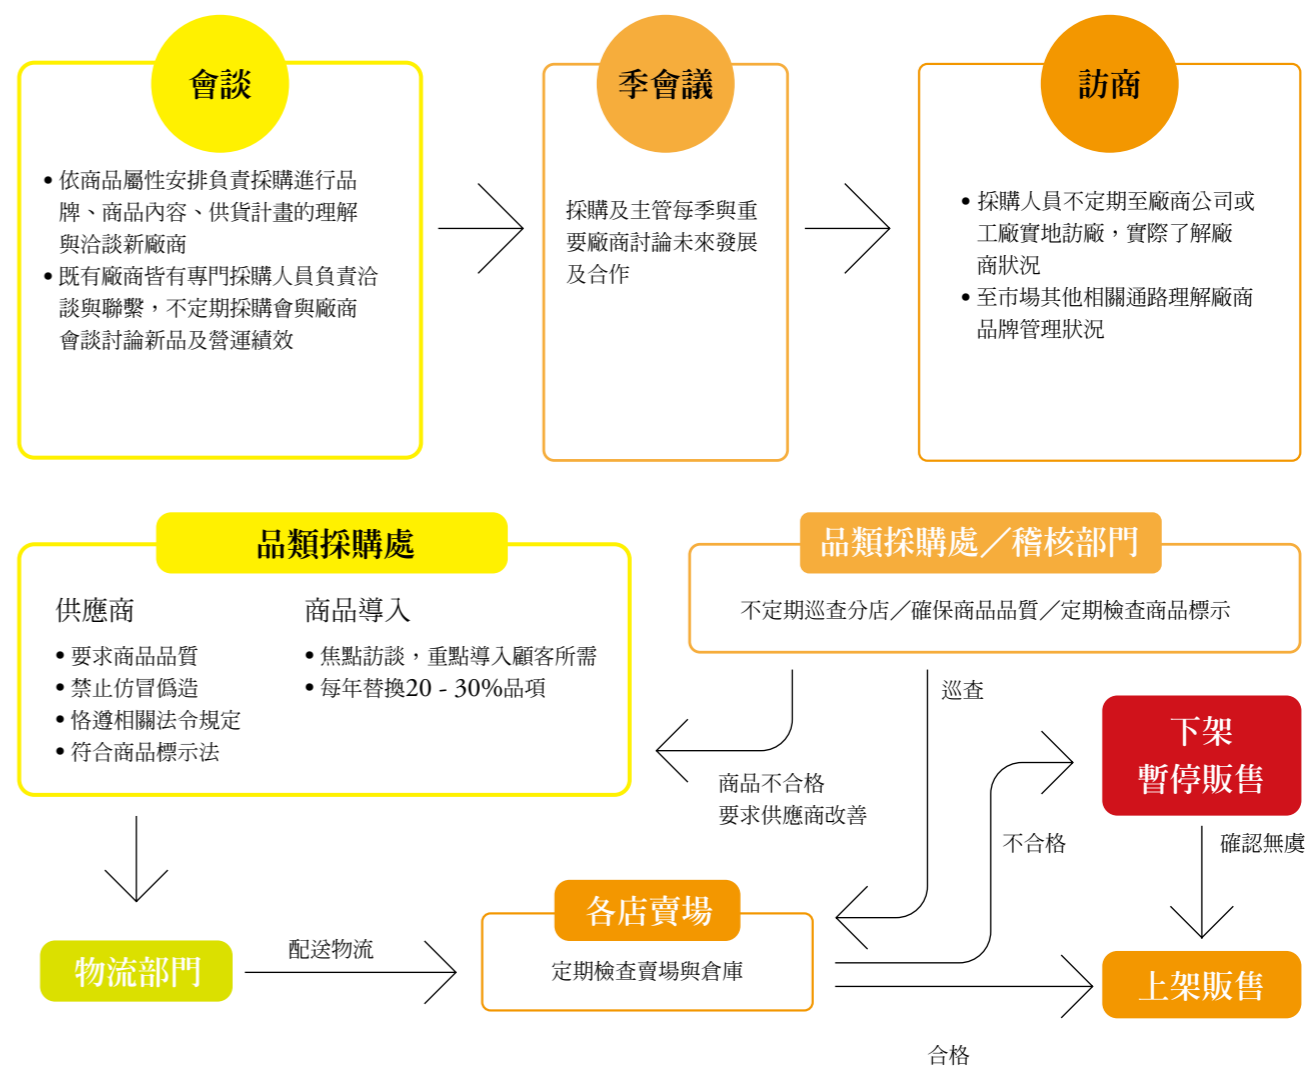 會談
• 依商品屬性安排負責採購進行品
牌、商品內容、供貨計畫的理解
與洽談新廠商
• 既有廠商皆有專門採購人員負責洽
談與聯繫，不定期採購會與廠商
會談討論新品及營運績效
季會議
採購及主管每季與重
要廠商討論未來發展
及合作
訪商
• 採購人員不定期至廠商公司或
工廠實地訪廠，實際了解廠
商狀況
• 至市場其他相關通路理解廠商
品牌管理狀況
品類採購處
供應商
• 要求商品品質
• 禁止仿冒偽造
• 恪遵相關法令規定
• 符合商品標示法
商品導入
• 焦點訪談，重點導入顧客所需
• 每年替換20 - 30%品項
品類採購處／稽核部門
不定期巡查分店／確保商品品質／定期檢查商品標示
巡查
商品不合格
要求供應商改善
下架
暫停販售
不合格
確認無虞
各店賣場
定期檢查賣場與倉庫
物流部門
配送物流
上架販售
合格